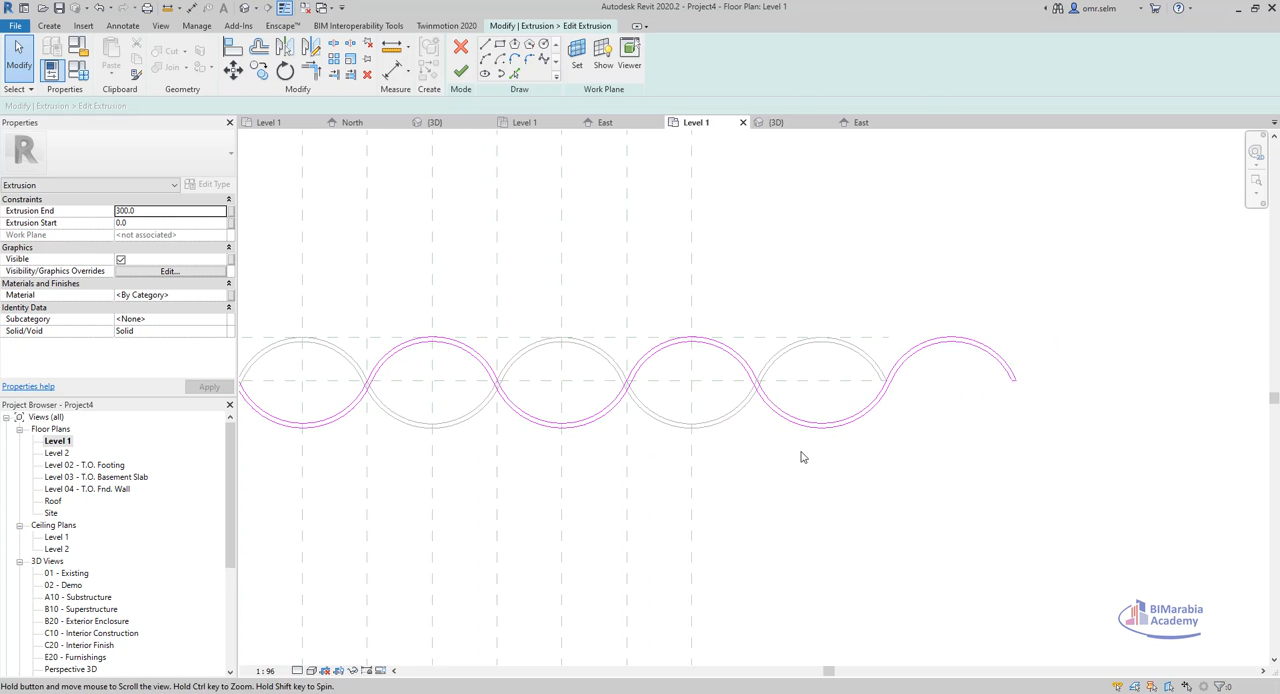 Autodesk Revit 2020.2 - Project4 - Floor Plan: Level 1
omr.selm
File Create Insert Annotate View Manage Add-Ins Enscape™ BIM Interoperability Tools Twinmotion 2020 Modify | Extrusion > Edit Extrusion
Modify Paste Cut Join Set Show Viewer
Select Properties Clipboard Geometry Modify Measure Create Mode Draw Work Plane
Modify | Extrusion > Edit Extrusion
Properties
Level 1 North {3D} Level 1 East Level 1 {3D} East
Extrusion Edit Type
Constraints
Extrusion End 300.0
Extrusion Start 0.0
Work Plane <not associated>
Graphics
Visible
Visibility/Graphics Overrides Edit...
Materials and Finishes
Material <By Category>
Identity Data
Subcategory <None>
Solid/Void Solid
Properties help Apply
Project Browser - Project4
Views (all)
Floor Plans
Level 1
Level 2
Level 02 - T.O. Footing
Level 03 - T.O. Basement Slab
Level 04 - T.O. Fnd. Wall
Roof
Site
Ceiling Plans
Level 1
Level 2
3D Views
01 - Existing
02 - Demo
A10 - Substructure
B10 - Superstructure
B20 - Exterior Enclosure
C10 - Interior Construction
C20 - Interior Finish
E20 - Furnishings
Perspective 3D
BIMarabia
Academy
1 : 96
Hold button and move mouse to Scroll the view. Hold Ctrl key to Zoom. Hold Shift key to Spin.
:0